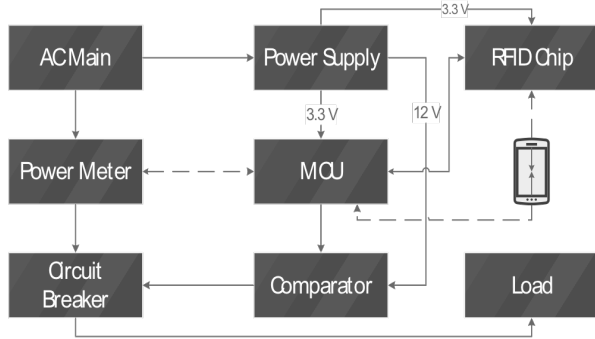 3.3 V
AC Main
Power Supply
RFID Chip
3.3 V
12 V
Power Meter
MCU
Circuit
Breaker
Comparator
Load